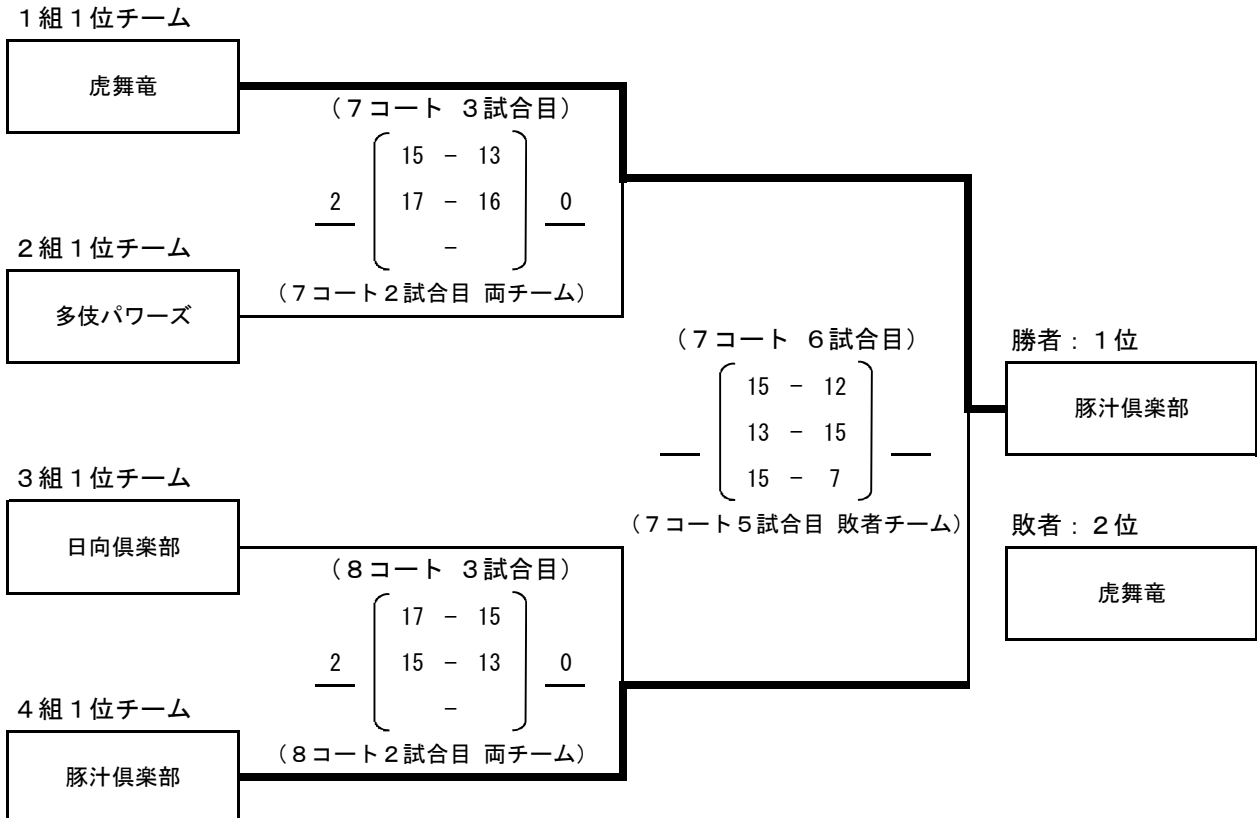 １組１位チーム
虎舞竜
（７コート ３試合目）
15 － 13
2 17 － 16 0
－
（７コート２試合目 両チーム）
２組１位チーム
多伎パワーズ
３組１位チーム
日向倶楽部
（８コート ３試合目）
17 － 15
2 15 － 13 0
－
（８コート２試合目 両チーム）
４組１位チーム
豚汁倶楽部
（７コート ６試合目）
15 － 12
13 － 15
15 － 7
（７コート５試合目 敗者チーム）
勝者：１位
豚汁倶楽部
敗者：２位
虎舞竜